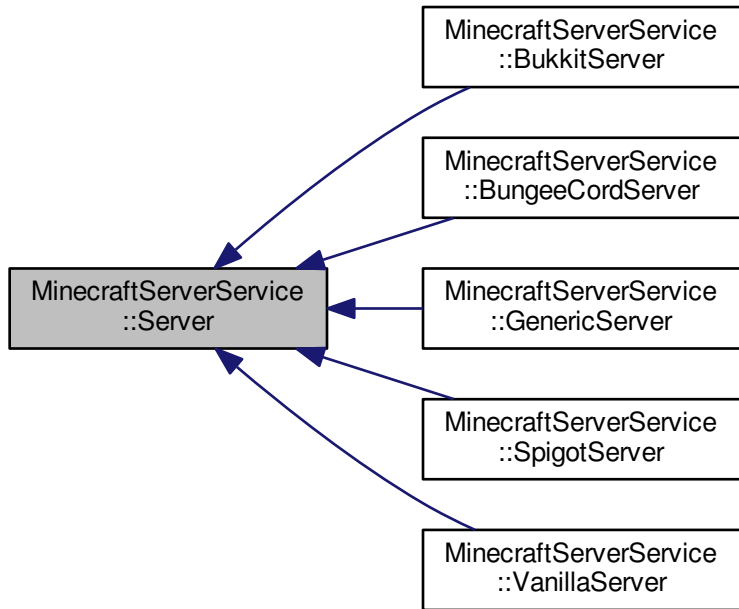 MinecraftServerService
::BukkitServer
MinecraftServerService
::BungeeCordServer
MinecraftServerService
::Server
MinecraftServerService
::GenericServer
MinecraftServerService
::SpigotServer
MinecraftServerService
::VanillaServer